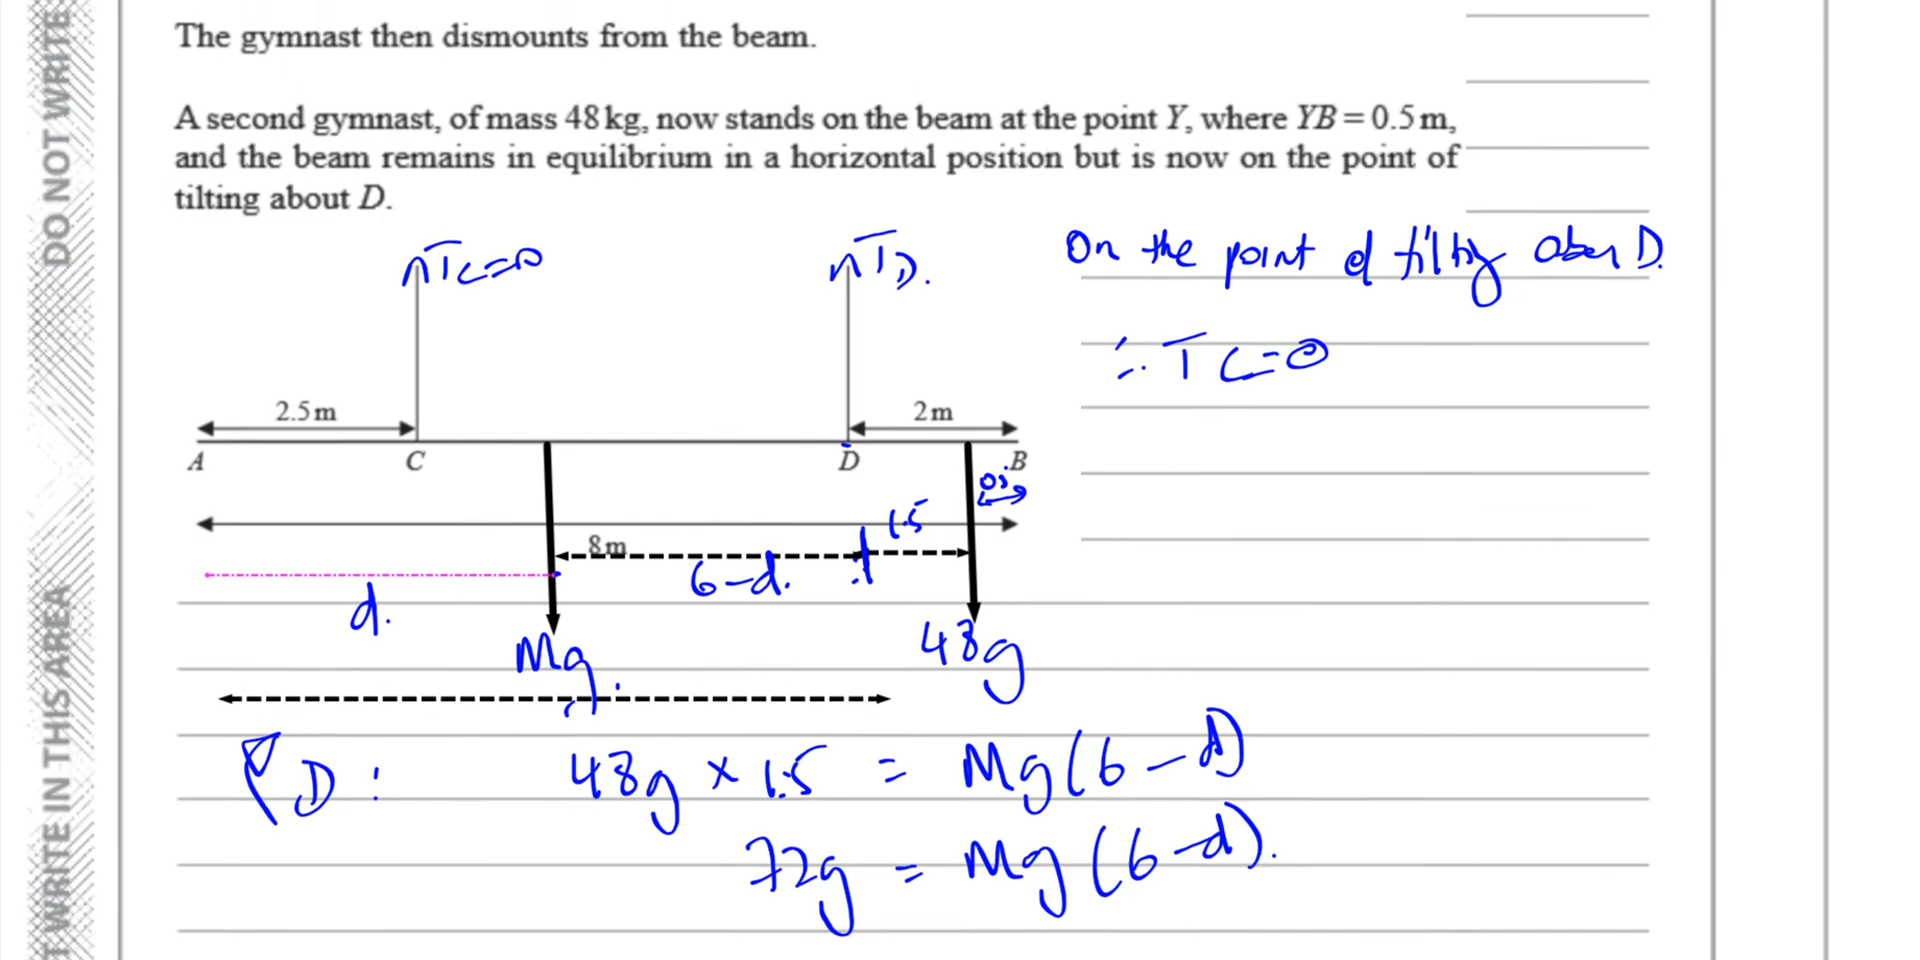 The gymnast then dismounts from the beam.
A second gymnast, of mass 48 kg, now stands on the beam at the point Y, where YB = 0.5 m,
and the beam remains in equilibrium in a horizontal position but is now on the point of
tilting about D.
TC=0
TD.
On the point of tilting about D.
∴ TC=0
2.5 m
2 m
A
C
D
B
0.5
1.5
8 m
6-d.
d.
Mg.
48g
D :
48g × 1.5 = Mg(6-d)
72g = Mg(6-d).
DO NOT WRITE
T WRITE IN THIS AREA